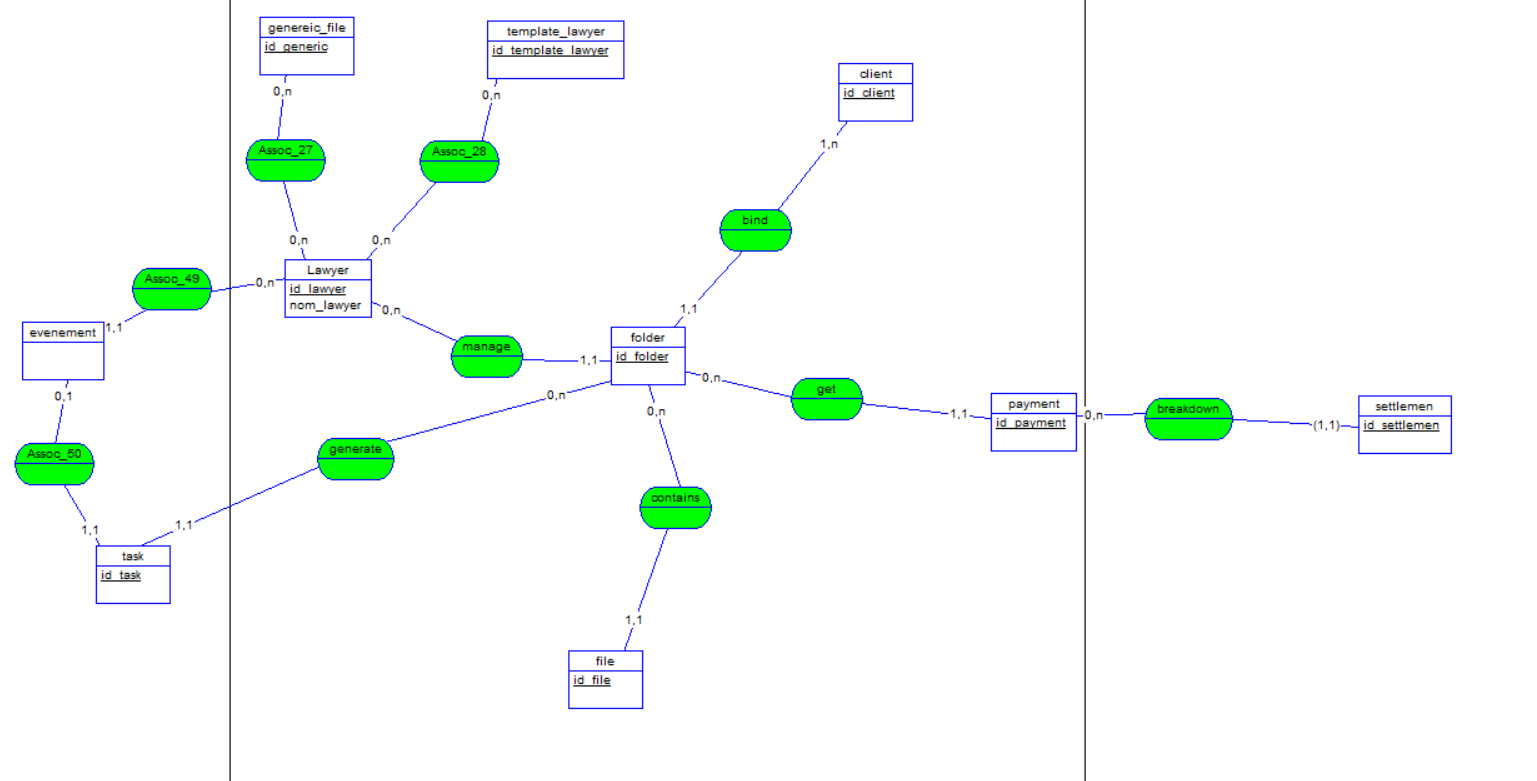 genereic_file
id_generic
template_lawyer
id_template_lawyer
client
id_client
0,n
0,n
1,n
Assoc_27
Assoc_28
bind
0,n
0,n
Lawyer
id_lawyer
nom_lawyer
Assoc_49
0,n
1,1
evenement
0,n
1,1
manage
1,1
folder
id_folder
0,n
get
1,1
payment
id_payment
0,n
breakdown
(1,1)
settlemen
id_settlemen
0,1
0,n
0,n
Assoc_50
generate
contains
1,1
1,1
task
id_task
1,1
file
id_file